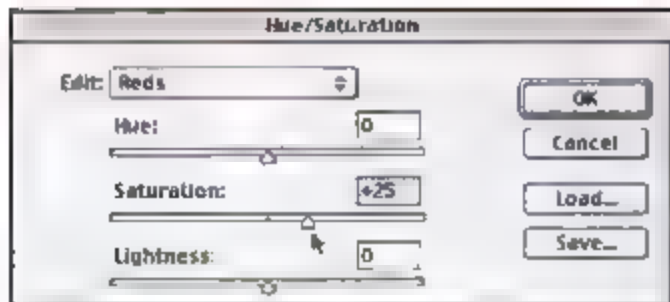 Hue/Saturation
Edit: Reds
OK
Hue: 0
Cancel
Saturation: +25
Load...
Save...
Lightness: 0